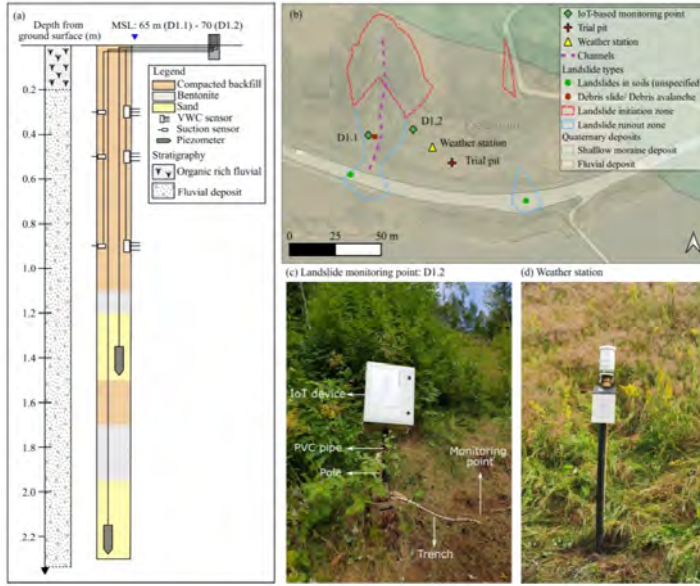 (a)
Depth from
ground surface (m)
MSL: 65 m (D1.1) - 70 (D1.2)
0.2
0.4
0.6
0.8
1.0
1.2
1.4
1.6
1.8
2.0
2.2
Legend
Compacted backfill
Bentonite
Sand
VWC sensor
Suction sensor
Piezometer
Stratigraphy
Organic rich fluvial
Fluvial deposit
(b)
D1.1
D1.2
Weather station
Trial pit
0 25 50 m
IoT-based monitoring point
Trial pit
Weather station
Channels
Landslide types
Landslides in soils (unspecified)
Debris slide/ Debris avalanche
Landslide initiation zone
Landslide runout zone
Quaternary deposits
Shallow moraine deposit
Fluvial deposit
(c) Landslide monitoring point: D1.2
IoT device
PVC pipe
Pole
Monitoring
point
Trench
(d) Weather station